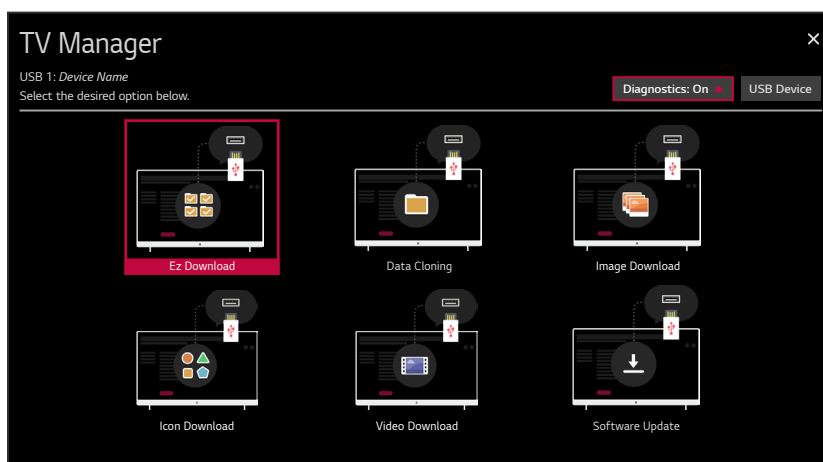 TV Manager
USB 1: Device Name
Select the desired option below.
Diagnostics: On
USB Device
Ez Download
Data Cloning
Image Download
Icon Download
Video Download
Software Update